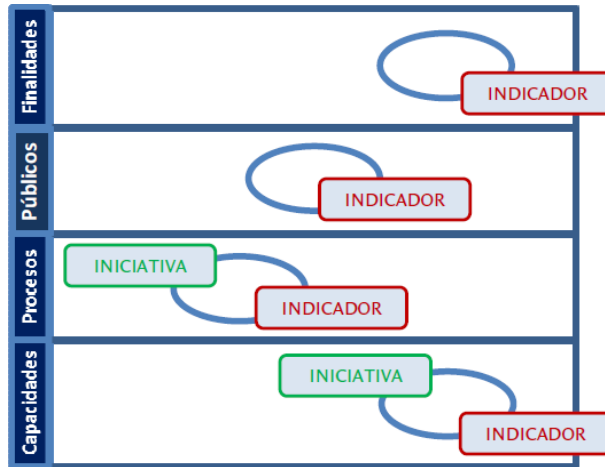 Finalidades
INDICADOR
Públicos
INDICADOR
Procesos
INICIATIVA
INDICADOR
Capacidades
INICIATIVA
INDICADOR